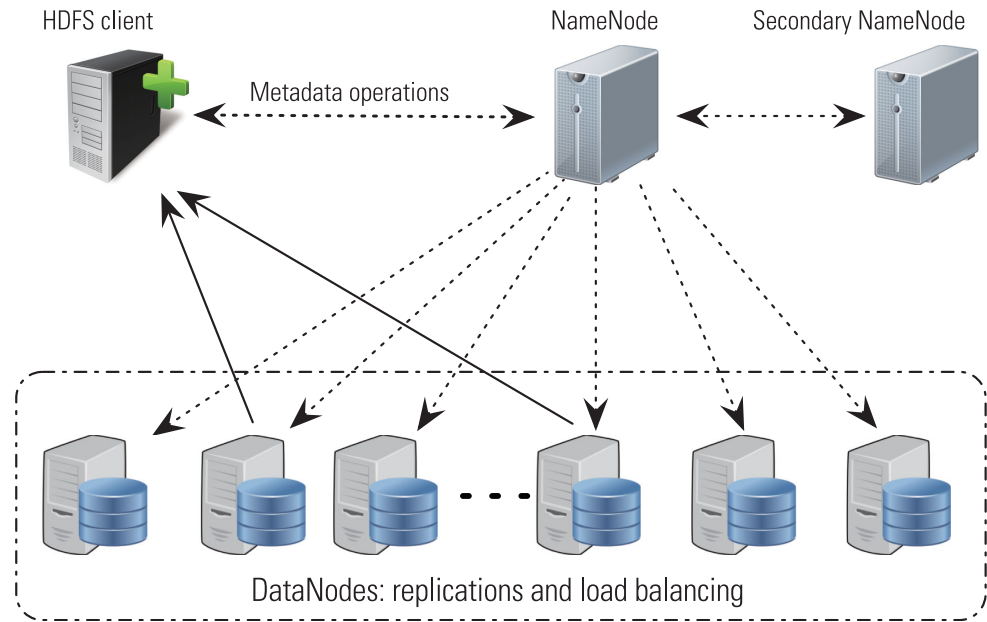 HDFS client
NameNode
Secondary NameNode
Metadata operations
DataNodes: replications and load balancing